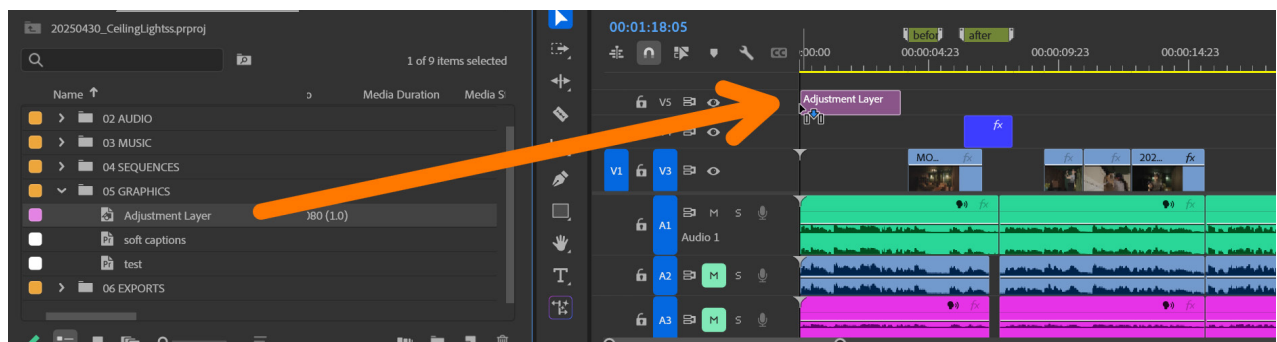 20250430_CeilingLightss.prproj
1 of 9 items selected
Name
Media Duration
02 AUDIO
03 MUSIC
04 SEQUENCES
05 GRAPHICS
Adjustment Layer
soft captions
test
06 EXPORTS
00:01:18:05
befor
after
:00:00
00:00:04:23
00:00:09:23
00:00:14:23
V5
Adjustment Layer
fx
V1
V3
MO...
fx
fx
fx
202...
fx
A1
M
S
Audio 1
fx
fx
A2
M
S
A3
M
S
fx
fx